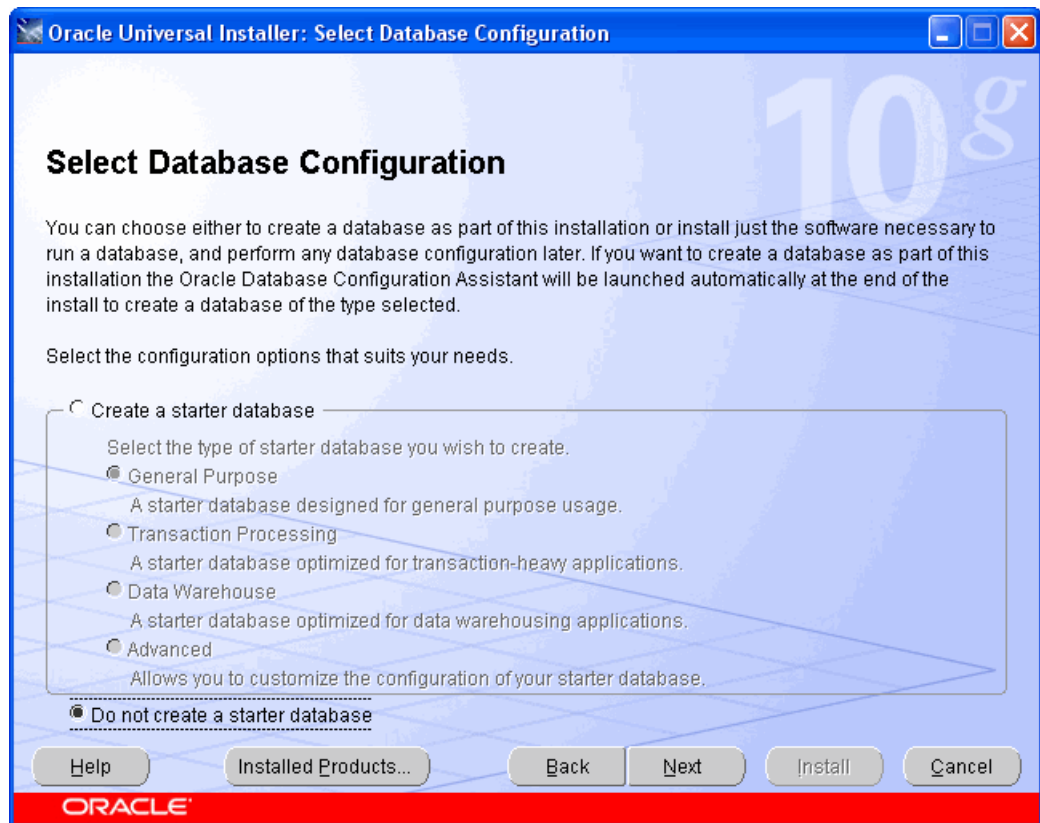 Oracle Universal Installer: Select Database Configuration
10g
Select Database Configuration
You can choose either to create a database as part of this installation or install just the software necessary to
run a database, and perform any database configuration later. If you want to create a database as part of this
installation the Oracle Database Configuration Assistant will be launched automatically at the end of the
install to create a database of the type selected.
Select the configuration options that suits your needs.
Create a starter database
Select the type of starter database you wish to create.
General Purpose
A starter database designed for general purpose usage.
Transaction Processing
A starter database optimized for transaction-heavy applications.
Data Warehouse
A starter database optimized for data warehousing applications.
Advanced
Allows you to customize the configuration of your starter database.
Do not create a starter database
Help Installed Products... Back Next Install Cancel
ORACLE